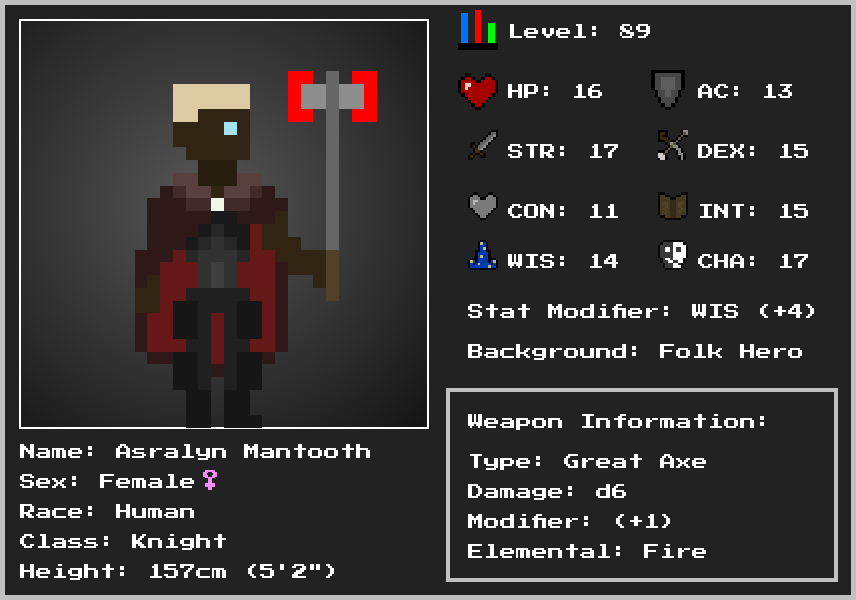 Level: 89
HP: 16 AC: 13
STR: 17 DEX: 15
CON: 11 INT: 15
WIS: 14 CHA: 17
Stat Modifier: WIS (+4)
Background: Folk Hero
Weapon Information:
Type: Great Axe
Damage: d6
Modifier: (+1)
Elemental: Fire
Name: Asralyn Mantooth
Sex: Female♀
Race: Human
Class: Knight
Height: 157cm (5'2")